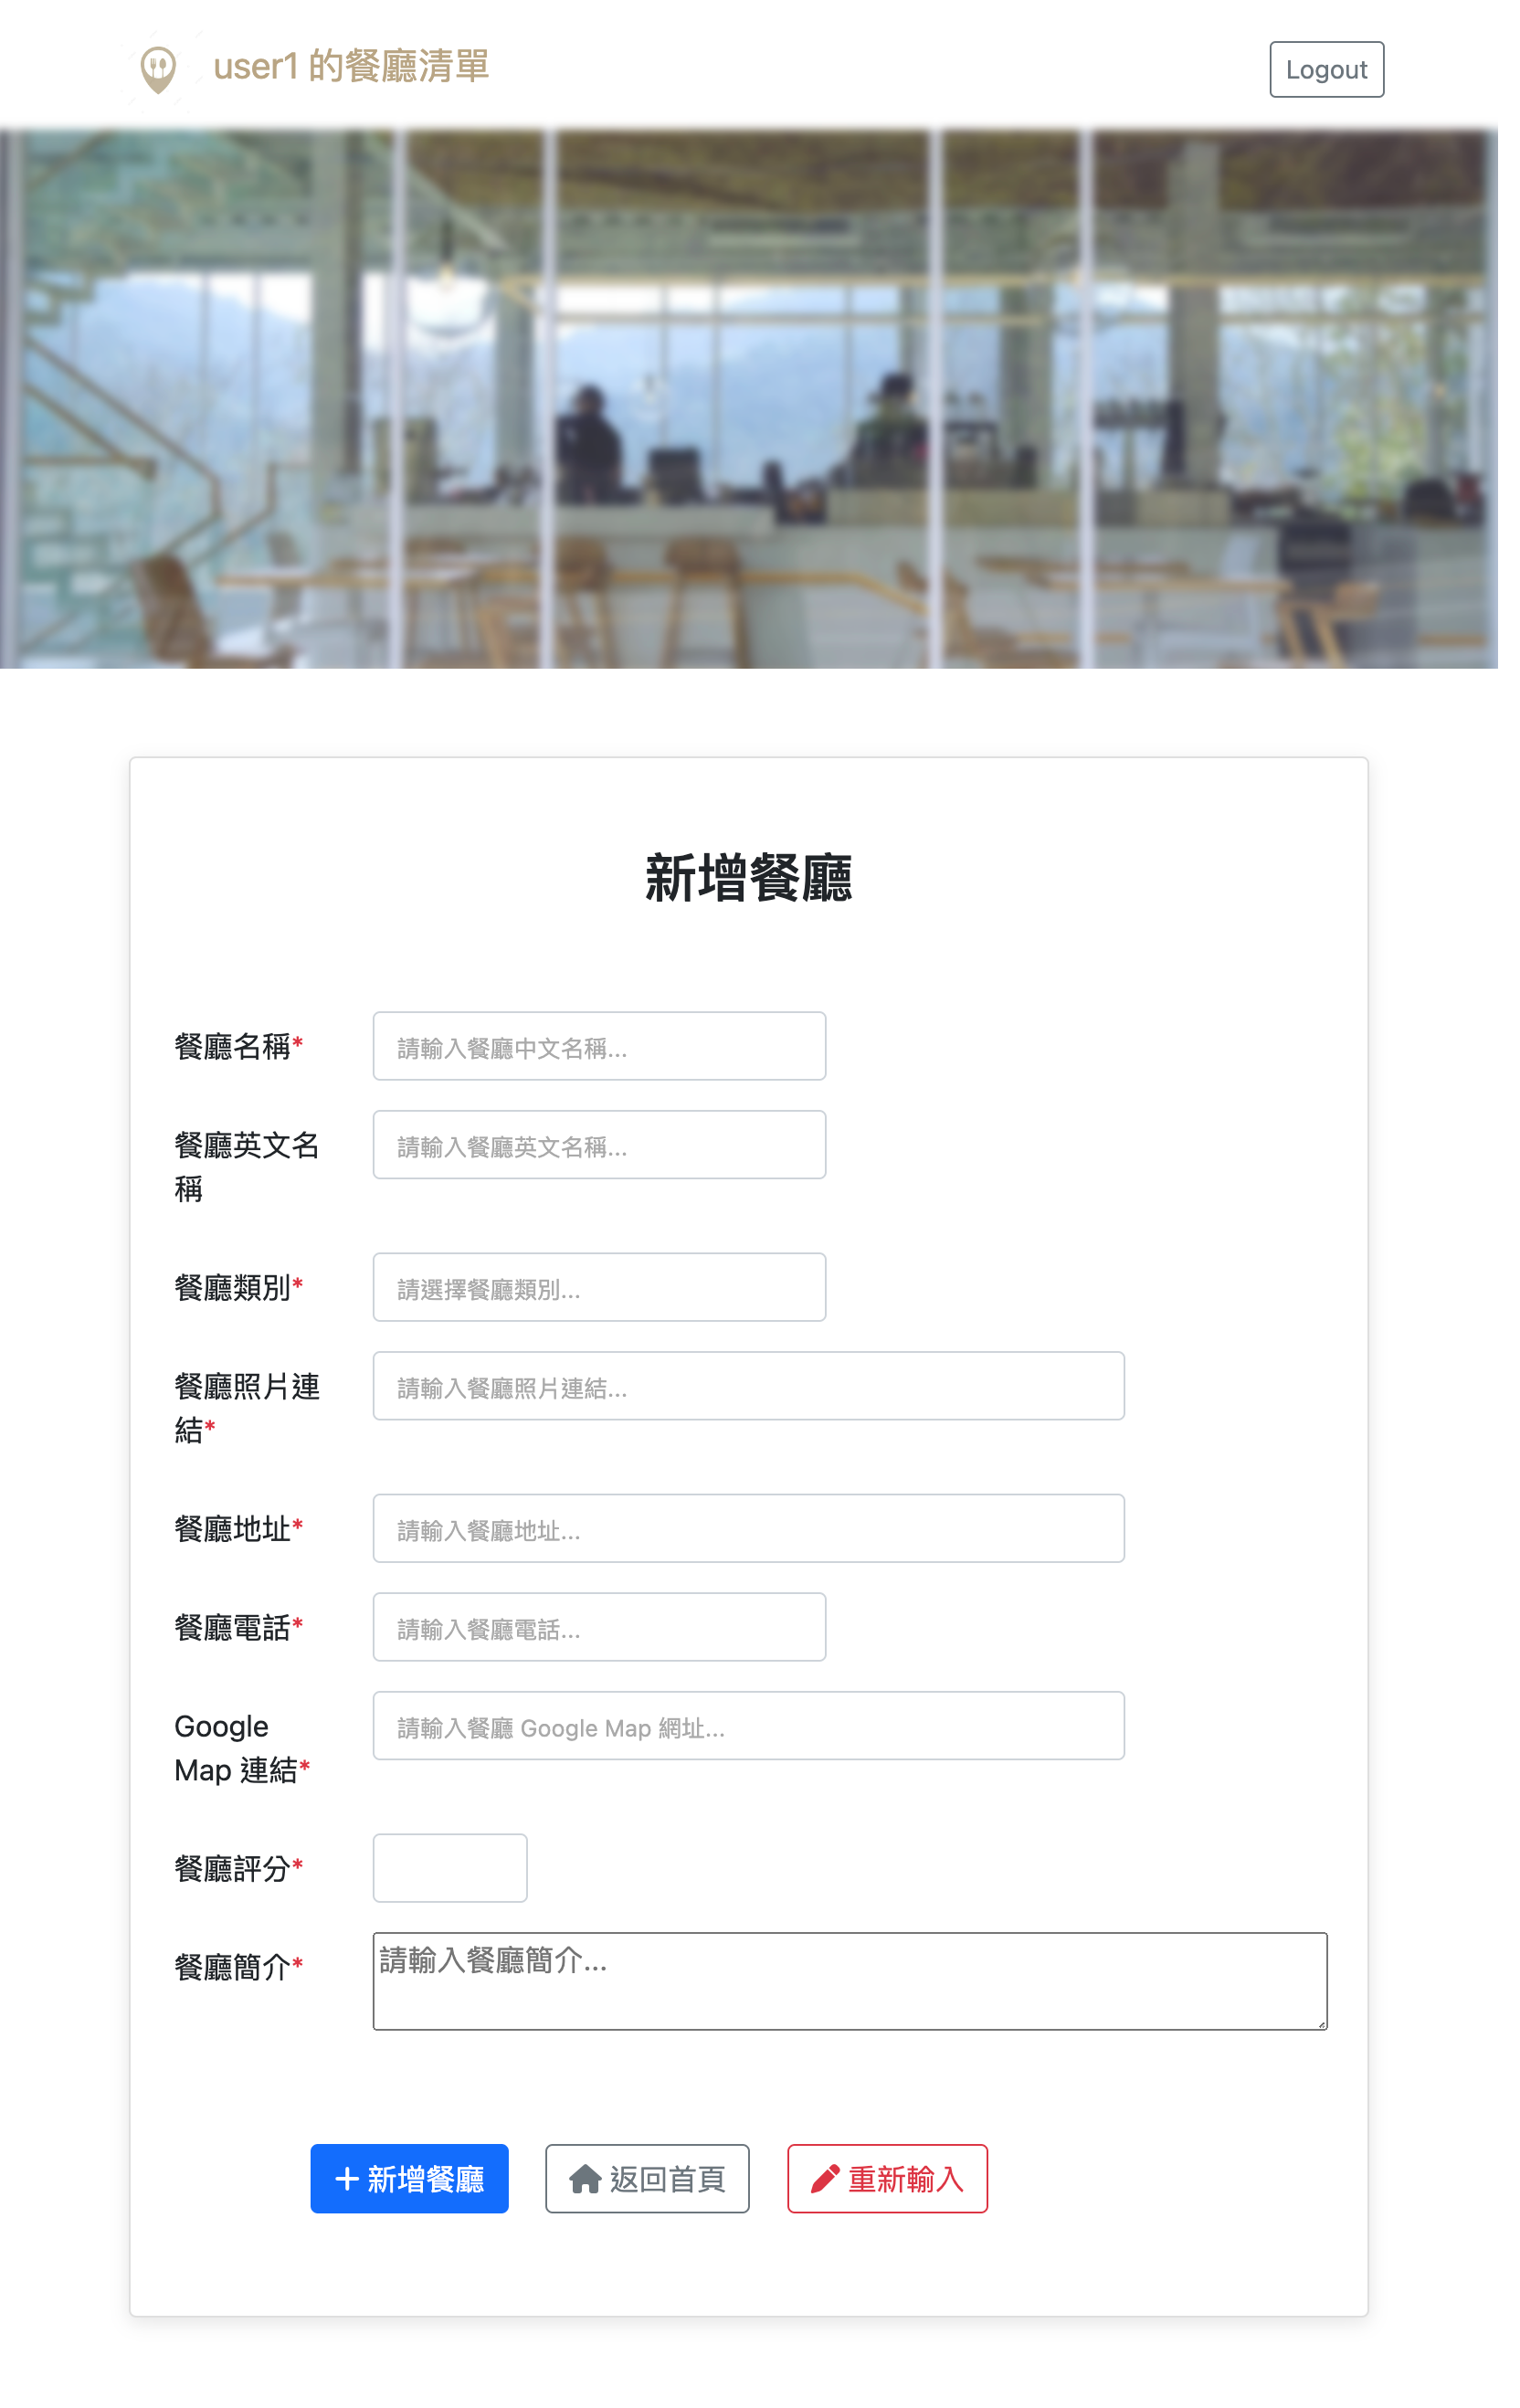 user1 的餐廳清單
Logout
新增餐廳
餐廳名稱*
請輸入餐廳中文名稱...
餐廳英文名
稱
請輸入餐廳英文名稱...
餐廳類別*
請選擇餐廳類別...
餐廳照片連
結*
請輸入餐廳照片連結...
餐廳地址*
請輸入餐廳地址...
餐廳電話*
請輸入餐廳電話...
Google
Map 連結*
請輸入餐廳 Google Map 網址...
餐廳評分*
餐廳簡介*
請輸入餐廳簡介...
新增餐廳
返回首頁
重新輸入